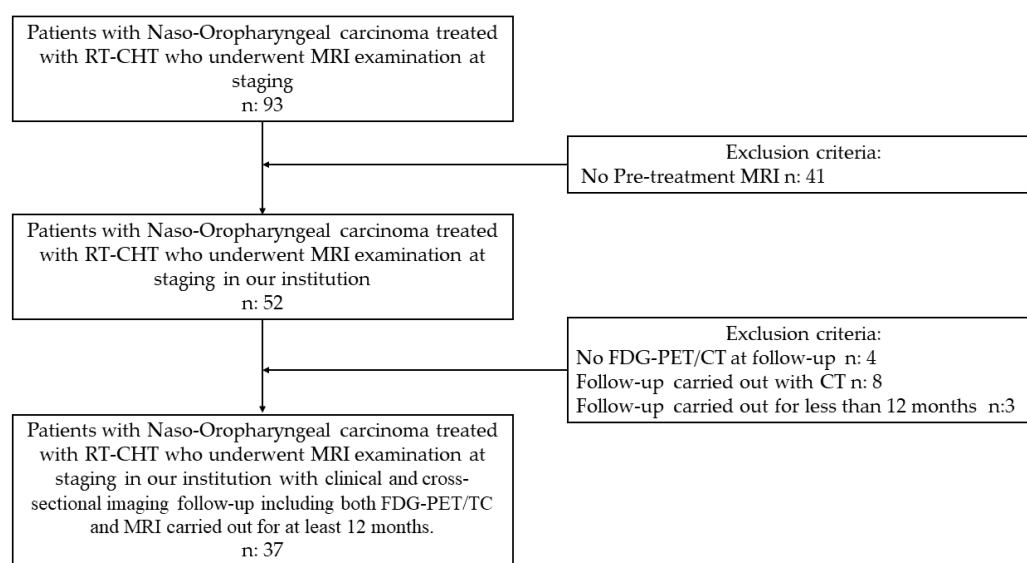 Patients with Naso-Oropharyngeal carcinoma treated
with RT-CHT who underwent MRI examination at
staging
n: 93
Exclusion criteria:
No Pre-treatment MRI n: 41
Patients with Naso-Oropharyngeal carcinoma treated
with RT-CHT who underwent MRI examination at
staging in our institution
n: 52
Exclusion criteria:
No FDG-PET/CT at follow-up n: 4
Follow-up carried out with CT n: 8
Follow-up carried out for less than 12 months n:3
Patients with Naso-Oropharyngeal carcinoma treated
with RT-CHT who underwent MRI examination at
staging in our institution with clinical and cross-
sectional imaging follow-up including both FDG-PET/TC
and MRI carried out for at least 12 months.
n: 37